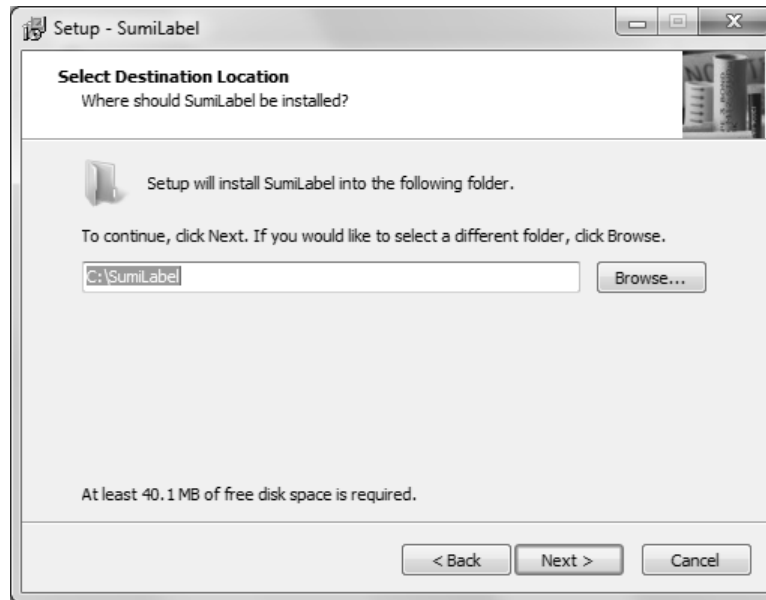 Setup - SumiLabel
Select Destination Location
Where should SumiLabel be installed?
Setup will install SumiLabel into the following folder.
To continue, click Next. If you would like to select a different folder, click Browse.
C:\SumiLabel
Browse...
At least 40.1 MB of free disk space is required.
< Back
Next >
Cancel